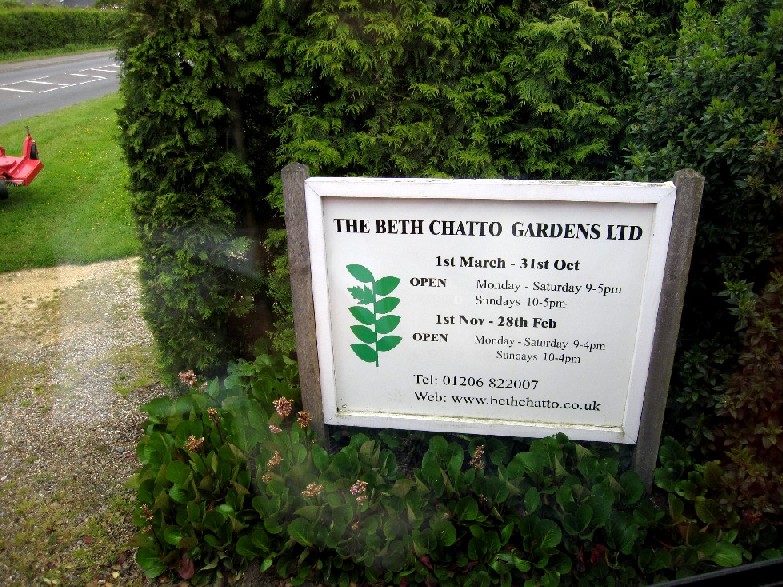 THE BETH CHATTO GARDENS LTD
1st March - 31st Oct
OPEN Monday - Saturday 9-5pm
Sundays 10-5pm
1st Nov - 28th Feb
OPEN Monday - Saturday 9-4pm
Sundays 10-4pm
Tel: 01206 822007
Web: www.bethchatto.co.uk